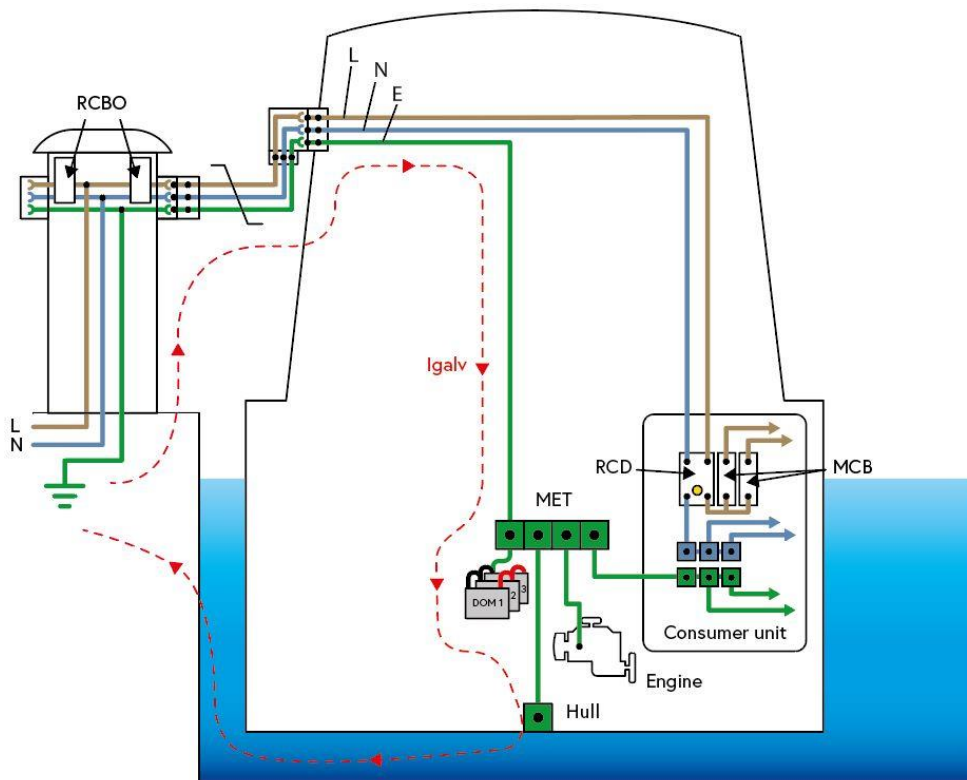 L
N
E
RCBO
Igalv
L
N
RCD
MCB
MET
DOM 1
2
3
Consumer unit
Engine
Hull